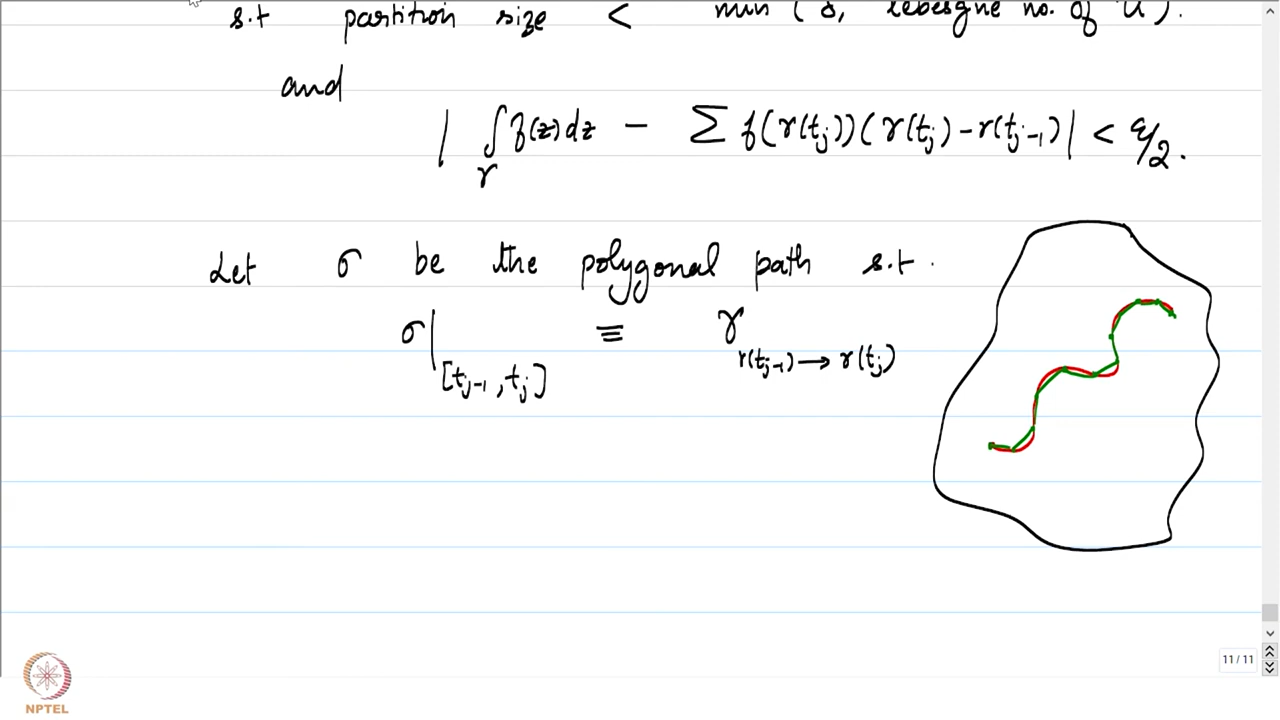 s.t partition size < min (δ, lebesgue no. of U).
and
| ∫_γ f(z)dz − ∑ f(γ(t_j))(γ(t_j)−γ(t_{j−1})| < ε/2.
Let σ be the polygonal path s.t.
σ|_{[t_{j−1}, t_j]} ≡ γ_{γ(t_{j−1})→γ(t_j)}
11 / 11
NPTEL